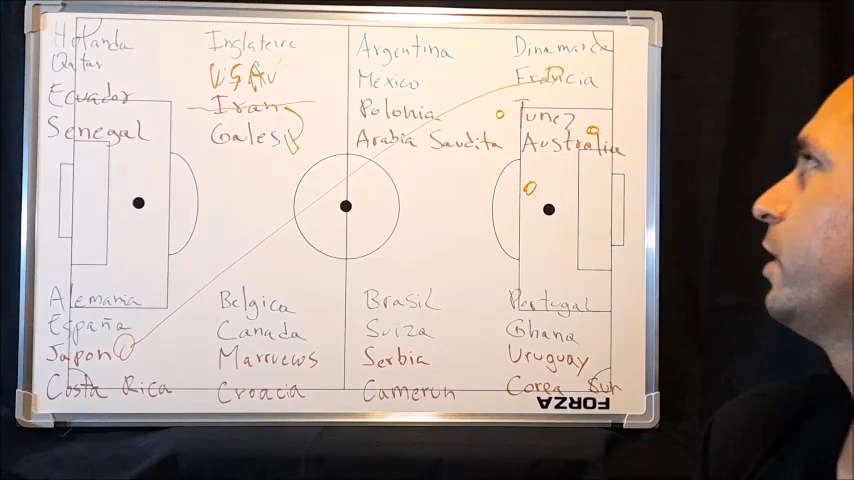 Holanda
Qatar
Ecuador
Senegal
Inglaterra
USA
Iran
Gales
Argentina
Mexico
Polonia
Arabia Saudita
Dinamarca
Francia
Tunez
Australia
Alemania
España
Japon
Costa Rica
Belgica
Canada
Marruecos
Croacia
Brasil
Suiza
Serbia
Camerun
Portugal
Ghana
Uruguay
Corea Sur
FORZA